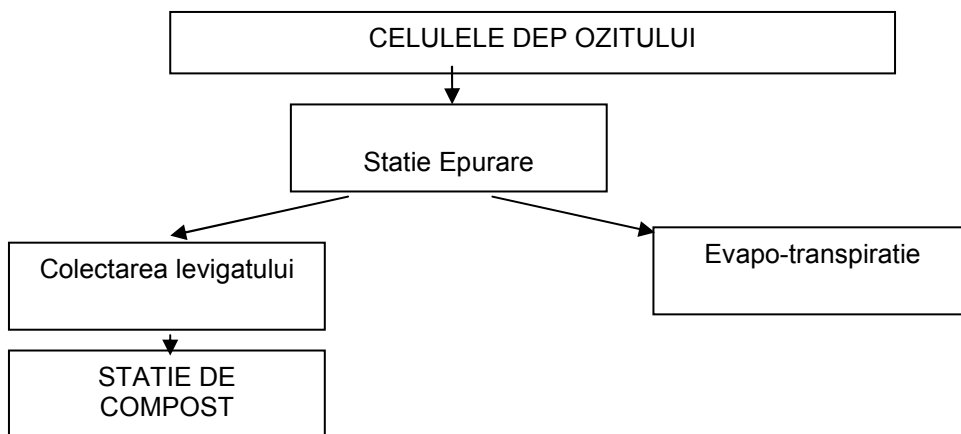 CELULELE DEP OZITULUI
Statie Epurare
Colectarea levigatului
Evapo-transpiratie
STATIE DE
COMPOST